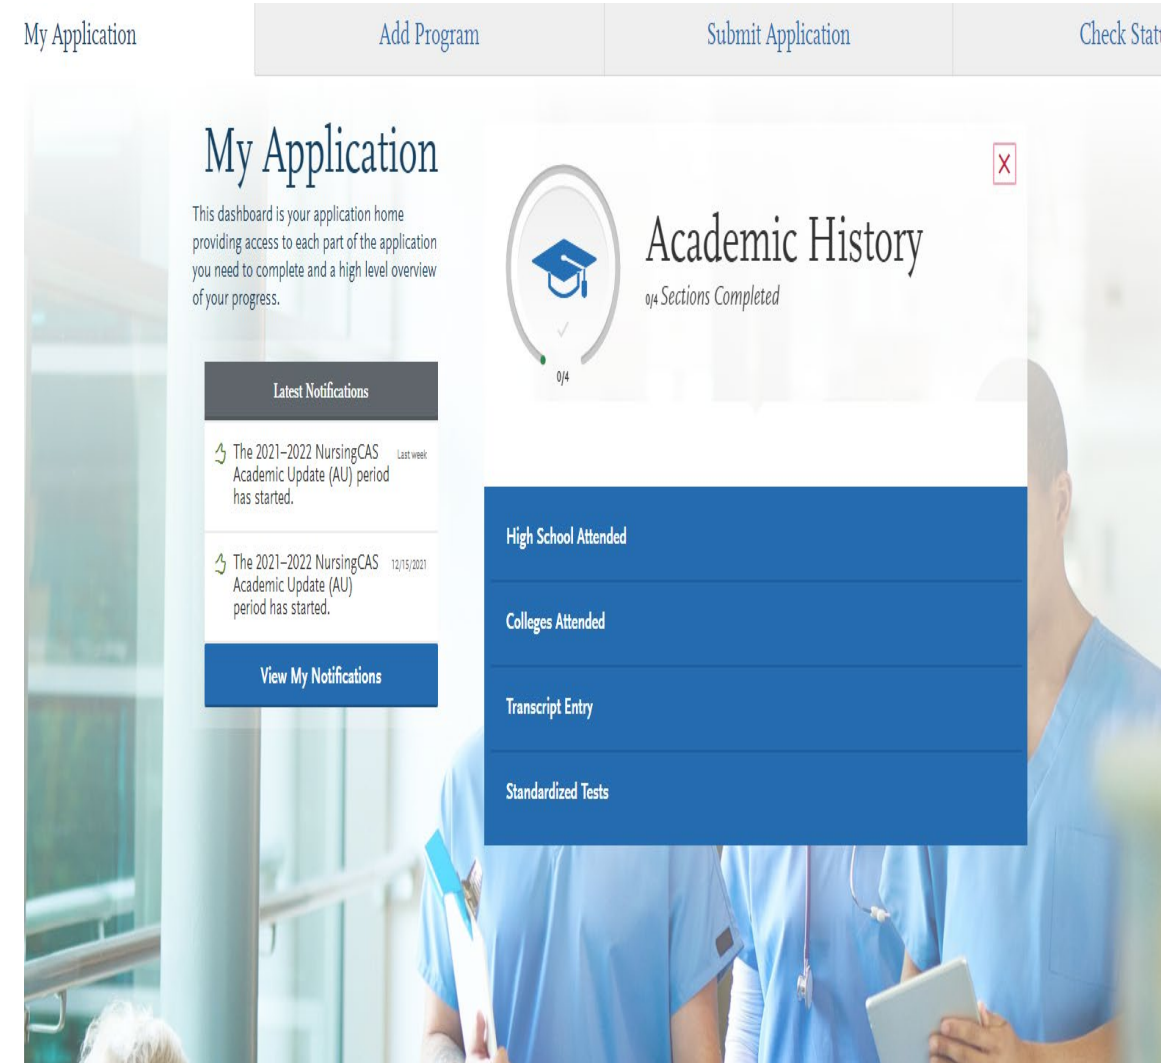 My Application
Add Program
Submit Application
Check
My Application
This dashboard is your application home
providing access to each part of the application
you need to complete and a high level overview
of your progress.
Latest Notifications
The 2021–2022 NursingCAS
Last week
Academic Update (AU) period
has started.
The 2021–2022 NursingCAS
12/15/2021
Academic Update (AU)
period has started.
View My Notifications
Academic History
0/4 Sections Completed
0/4
High School Attended
Colleges Attended
Transcript Entry
Standardized Tests